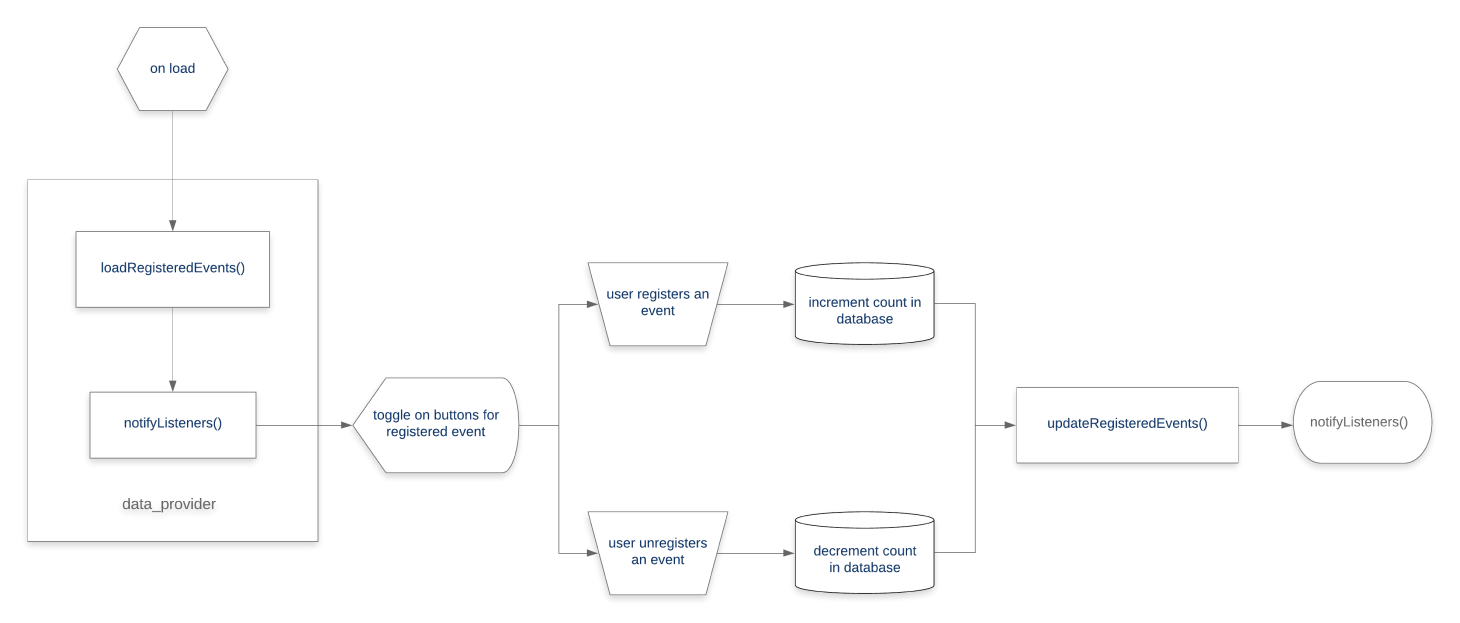 on load
loadRegisteredEvents()
notifyListeners()
data_provider
toggle on buttons for
registered event
user registers an
event
increment count in
database
user unregisters
an event
decrement count
in database
updateRegisteredEvents()
notifyListeners()